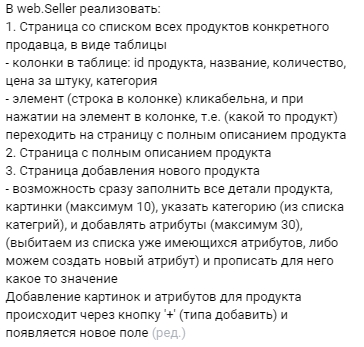 В web.Seller реализовать:
1. Страница со списком всех продуктов конкретного
продавца, в виде таблицы
- колонки в таблице: id продукта, название, количество,
цена за штуку, категория
- элемент (строка в колонке) кликабельна, и при
нажатии на элемент в колонке, т.е. (какой то продукт)
переходить на страницу с полным описанием продукта
2. Страница с полным описанием продукта
3. Страница добавления нового продукта
- возможность сразу заполнить все детали продукта,
картинки (максимум 10), указать категорию (из списка
категрий), и добавлять атрибуты (максимум 30),
(выбитаем из списка уже имеющихся атрибутов, либо
можем создать новый атрибут) и прописать для него
какое то значение
Добавление картинок и атрибутов для продукта
происходит через кнопку '+' (типа добавить) и
появляется новое поле (ред.)